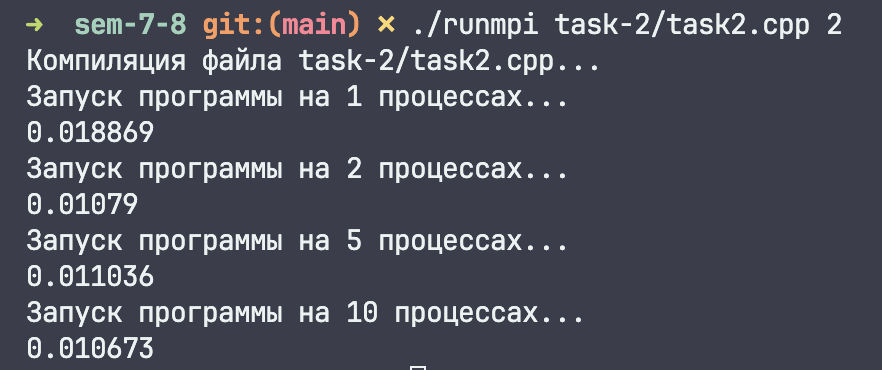 ➜ sem-7-8 git:(main) ✗ ./runmpi task-2/task2.cpp 2
Компиляция файла task-2/task2.cpp...
Запуск программы на 1 процессах...
0.018869
Запуск программы на 2 процессах...
0.01079
Запуск программы на 5 процессах...
0.011036
Запуск программы на 10 процессах...
0.010673